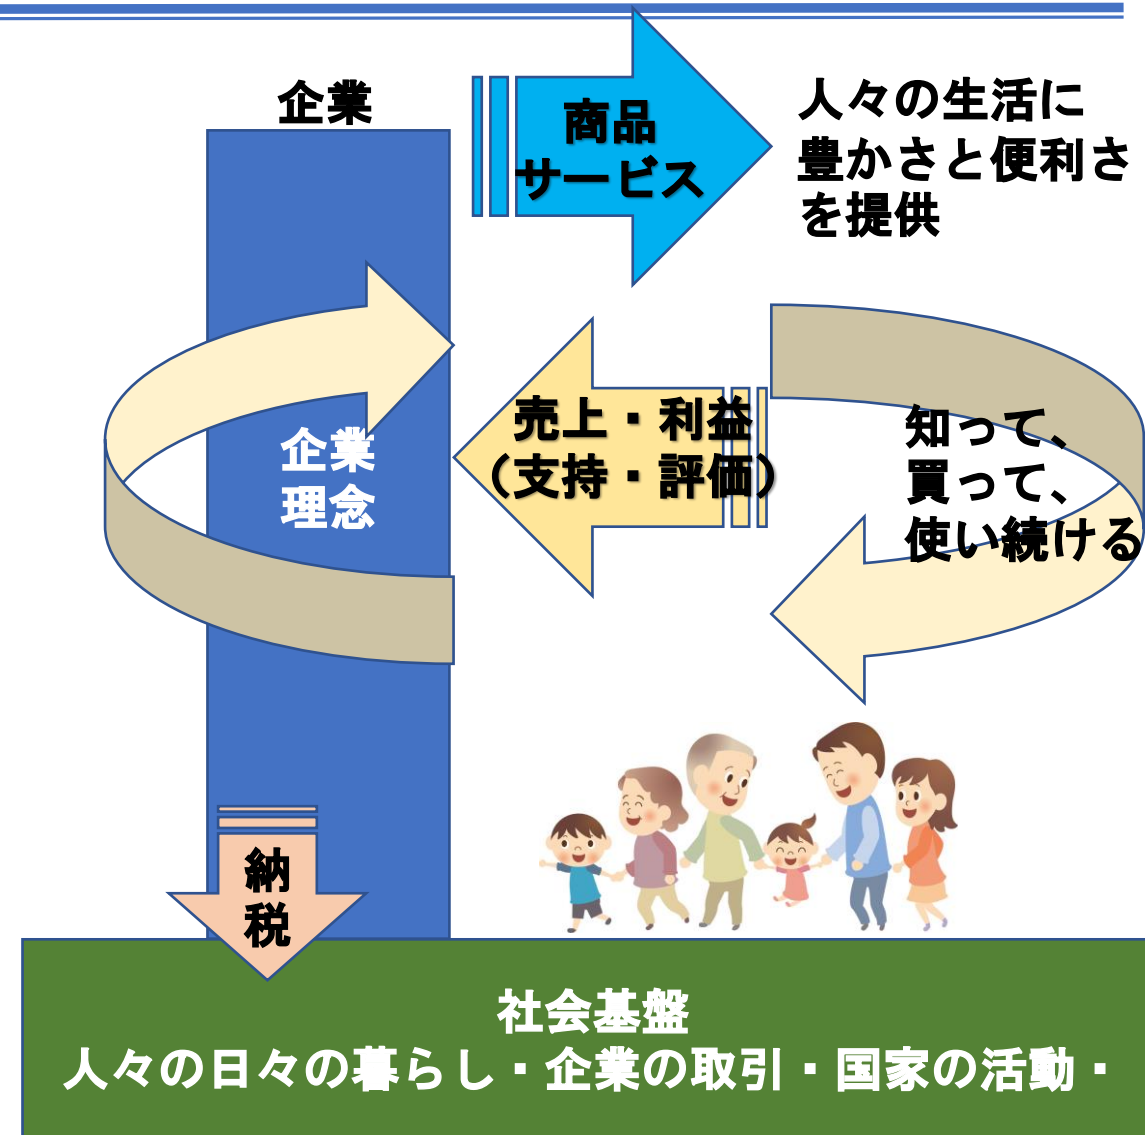 企業
商品
サービス
人々の生活に
豊かさと便利さ
を提供
売上・利益
（支持・評価）
知って、
買って、
使い続ける
企業
理念
納
税
社会基盤
人々の日々の暮らし・企業の取引・国家の活動・